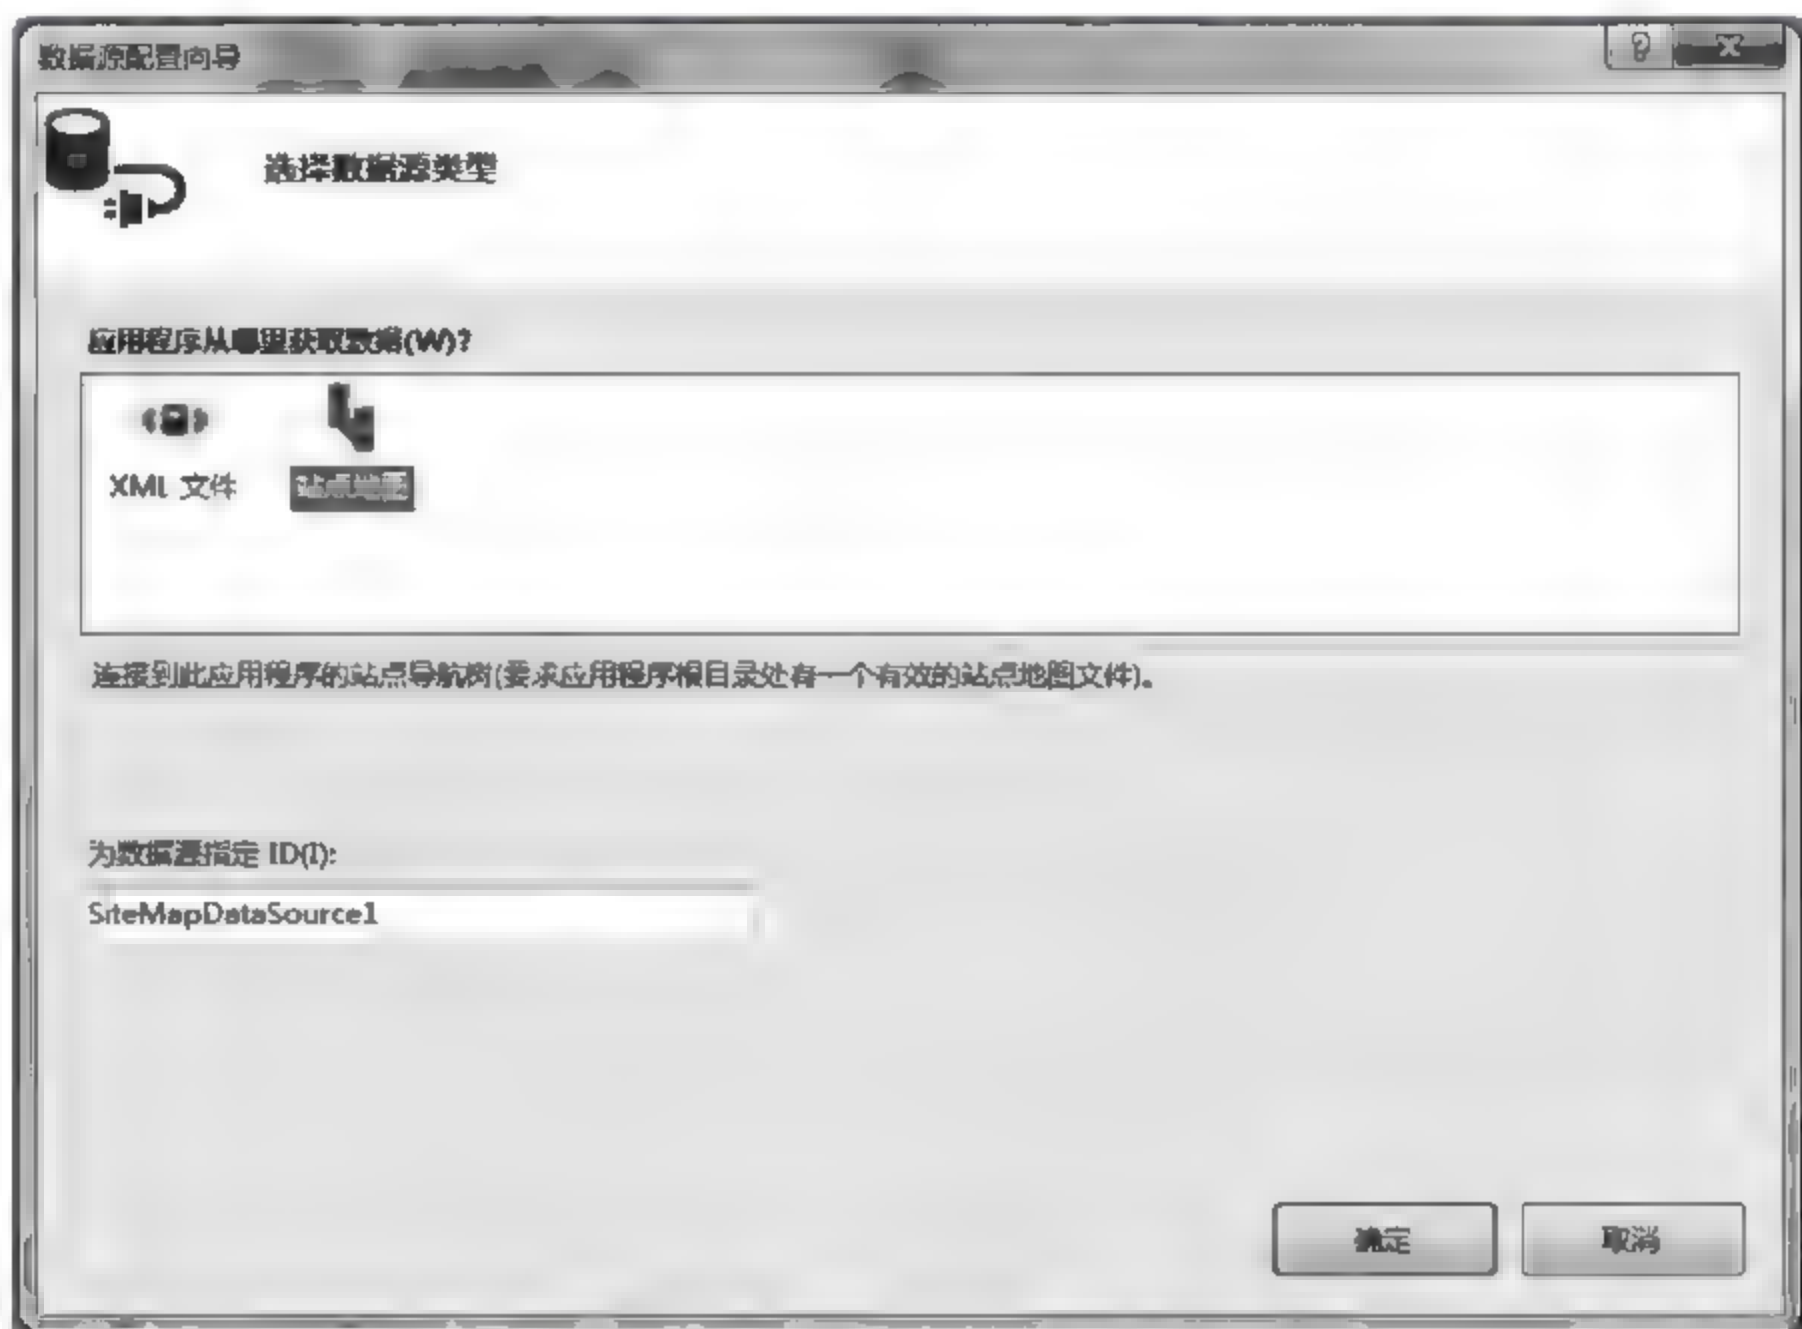 数据源配置向导
选择数据源类型
应用程序从哪里获取数据(W)?
XML 文件 站点地图
连接到此应用程序的站点导航树(要求应用程序根目录处有一个有效的站点地图文件)。
为数据源指定 ID(I):
SiteMapDataSource1
确定 取消